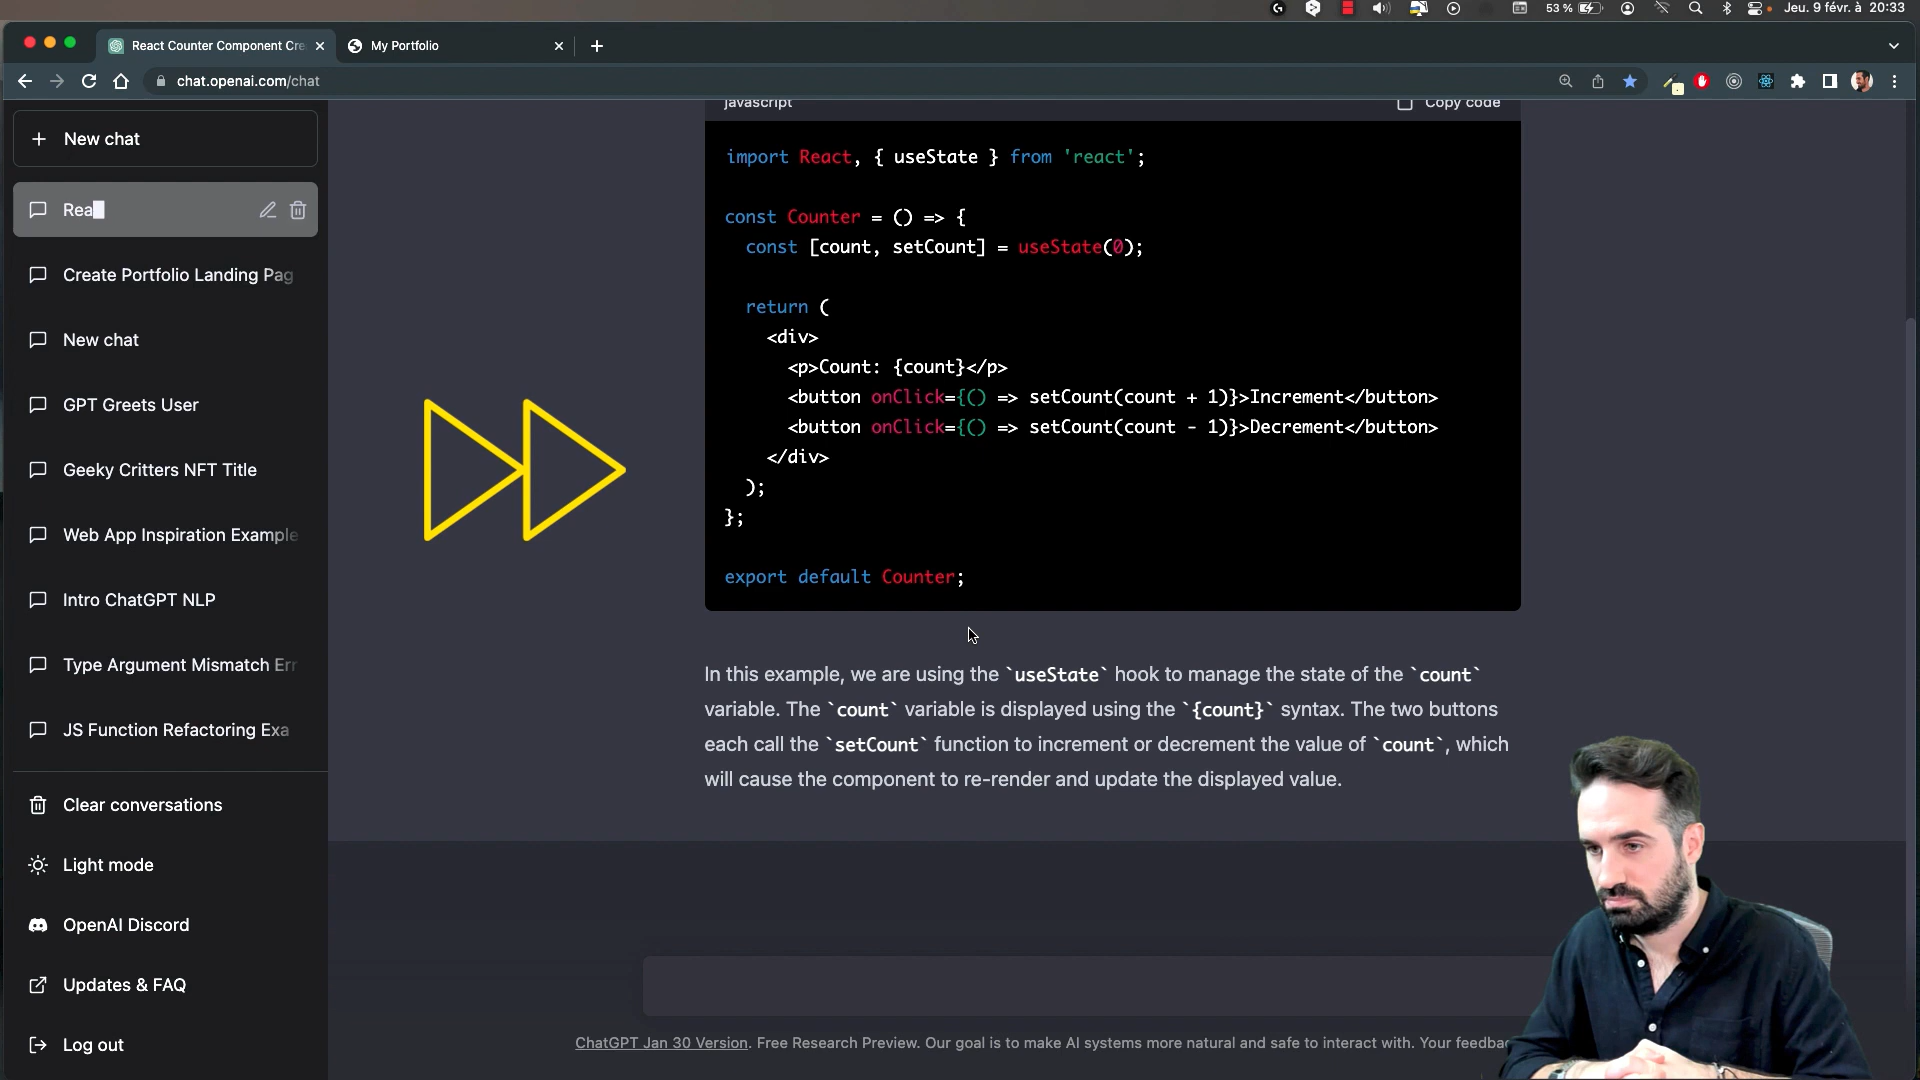 53 %
Jeu. 9 févr. à 20:33
React Counter Component Cre
My Portfolio
chat.openai.com/chat
New chat
Rea
Create Portfolio Landing Pag
New chat
GPT Greets User
Geeky Critters NFT Title
Web App Inspiration Example
Intro ChatGPT NLP
Type Argument Mismatch Err
JS Function Refactoring Exa
Clear conversations
Light mode
OpenAI Discord
Updates & FAQ
Log out
javascript
Copy code
import React, { useState } from 'react';
const Counter = () => {
const [count, setCount] = useState(0);
return (
<div>
<p>Count: {count}</p>
<button onClick={() => setCount(count + 1)}>Increment</button>
<button onClick={() => setCount(count - 1)}>Decrement</button>
</div>
);
};
export default Counter;
In this example, we are using the `useState` hook to manage the state of the `count`
variable. The `count` variable is displayed using the `{count}` syntax. The two buttons
each call the `setCount` function to increment or decrement the value of `count`, which
will cause the component to re-render and update the displayed value.
ChatGPT Jan 30 Version. Free Research Preview. Our goal is to make AI systems more natural and safe to interact with. Your feedbac